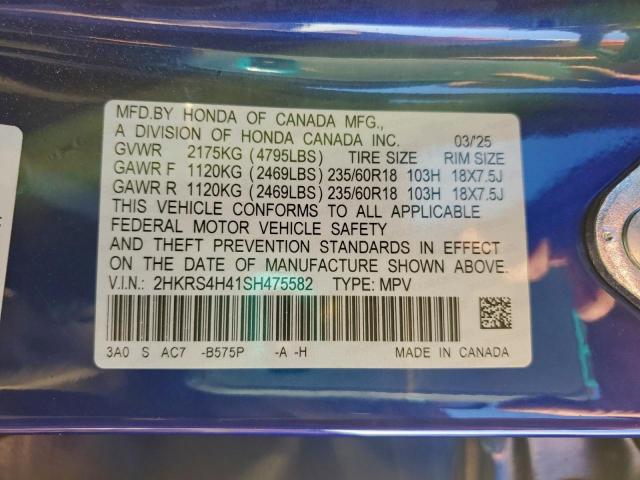 MFD.BY HONDA OF CANADA MFG.,
A DIVISION OF HONDA CANADA INC. 03/'25
GVWR 2175KG (4795LBS) TIRE SIZE RIM SIZE
GAWR F 1120KG (2469LBS) 235/60R18 103H 18X7.5J
GAWR R 1120KG (2469LBS) 235/60R18 103H 18X7.5J
THIS VEHICLE CONFORMS TO ALL APPLICABLE
FEDERAL MOTOR VEHICLE SAFETY
AND THEFT PREVENTION STANDARDS IN EFFECT
ON THE DATE OF MANUFACTURE SHOWN ABOVE.
V.I.N.: 2HKRS4H41SH475582 TYPE: MPV
3A0 S AC7 -B575P -A -H MADE IN CANADA